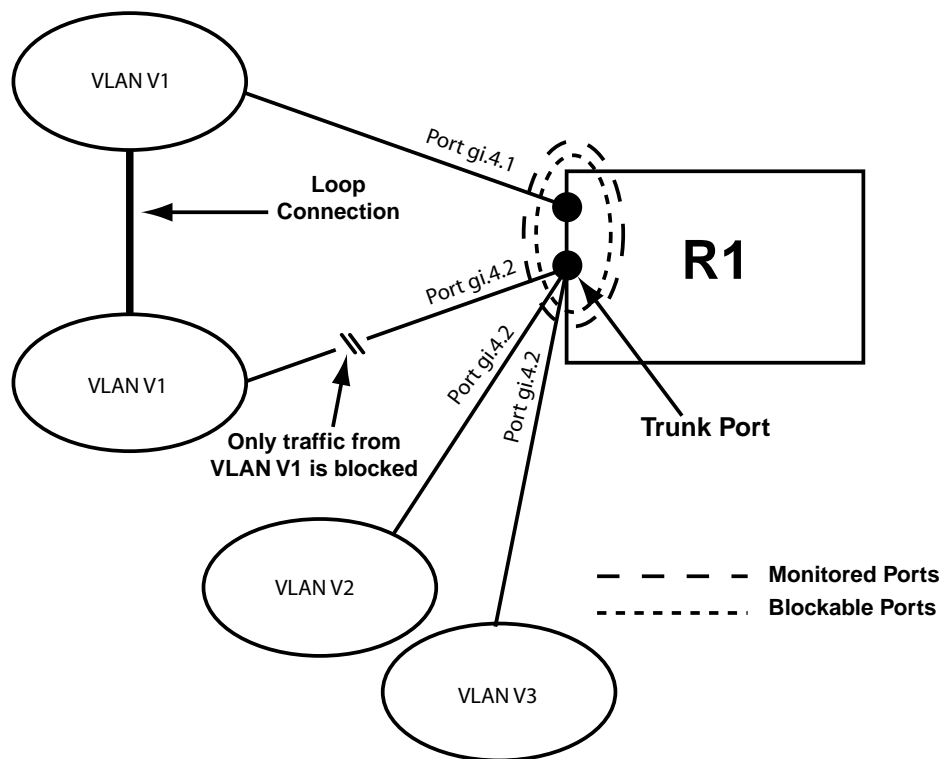 VLAN V1
Port gi.4.1
Loop
Connection
R1
Port gi.4.2
VLAN V1
Port gi.4.2
Port gi.4.2
Only traffic from
VLAN V1 is blocked
Trunk Port
VLAN V2
Monitored Ports
Blockable Ports
VLAN V3